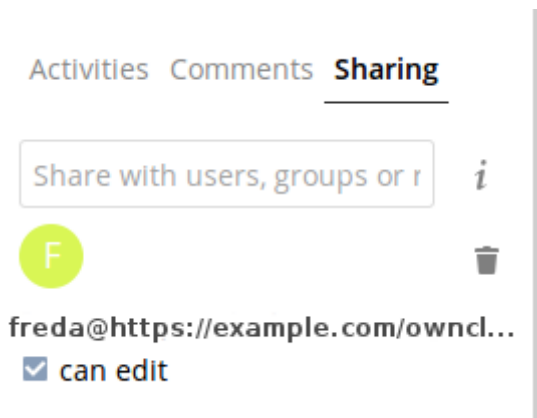 Activities Comments Sharing
Share with users, groups or r
i
F
freda@https://example.com/owncl...
can edit